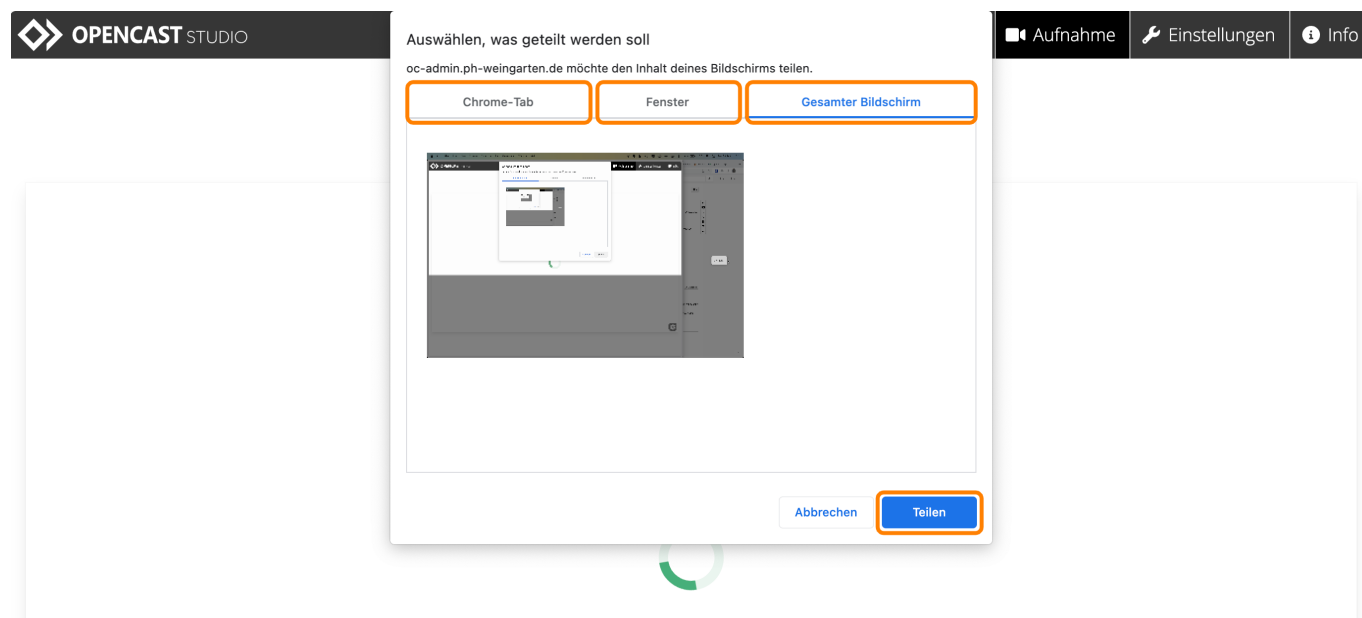 OPENCAST STUDIO
Aufnahme
Einstellungen
Info
Auswählen, was geteilt werden soll
oc-admin.ph-weingarten.de möchte den Inhalt deines Bildschirms teilen.
Chrome-Tab
Fenster
Gesamter Bildschirm
Abbrechen
Teilen